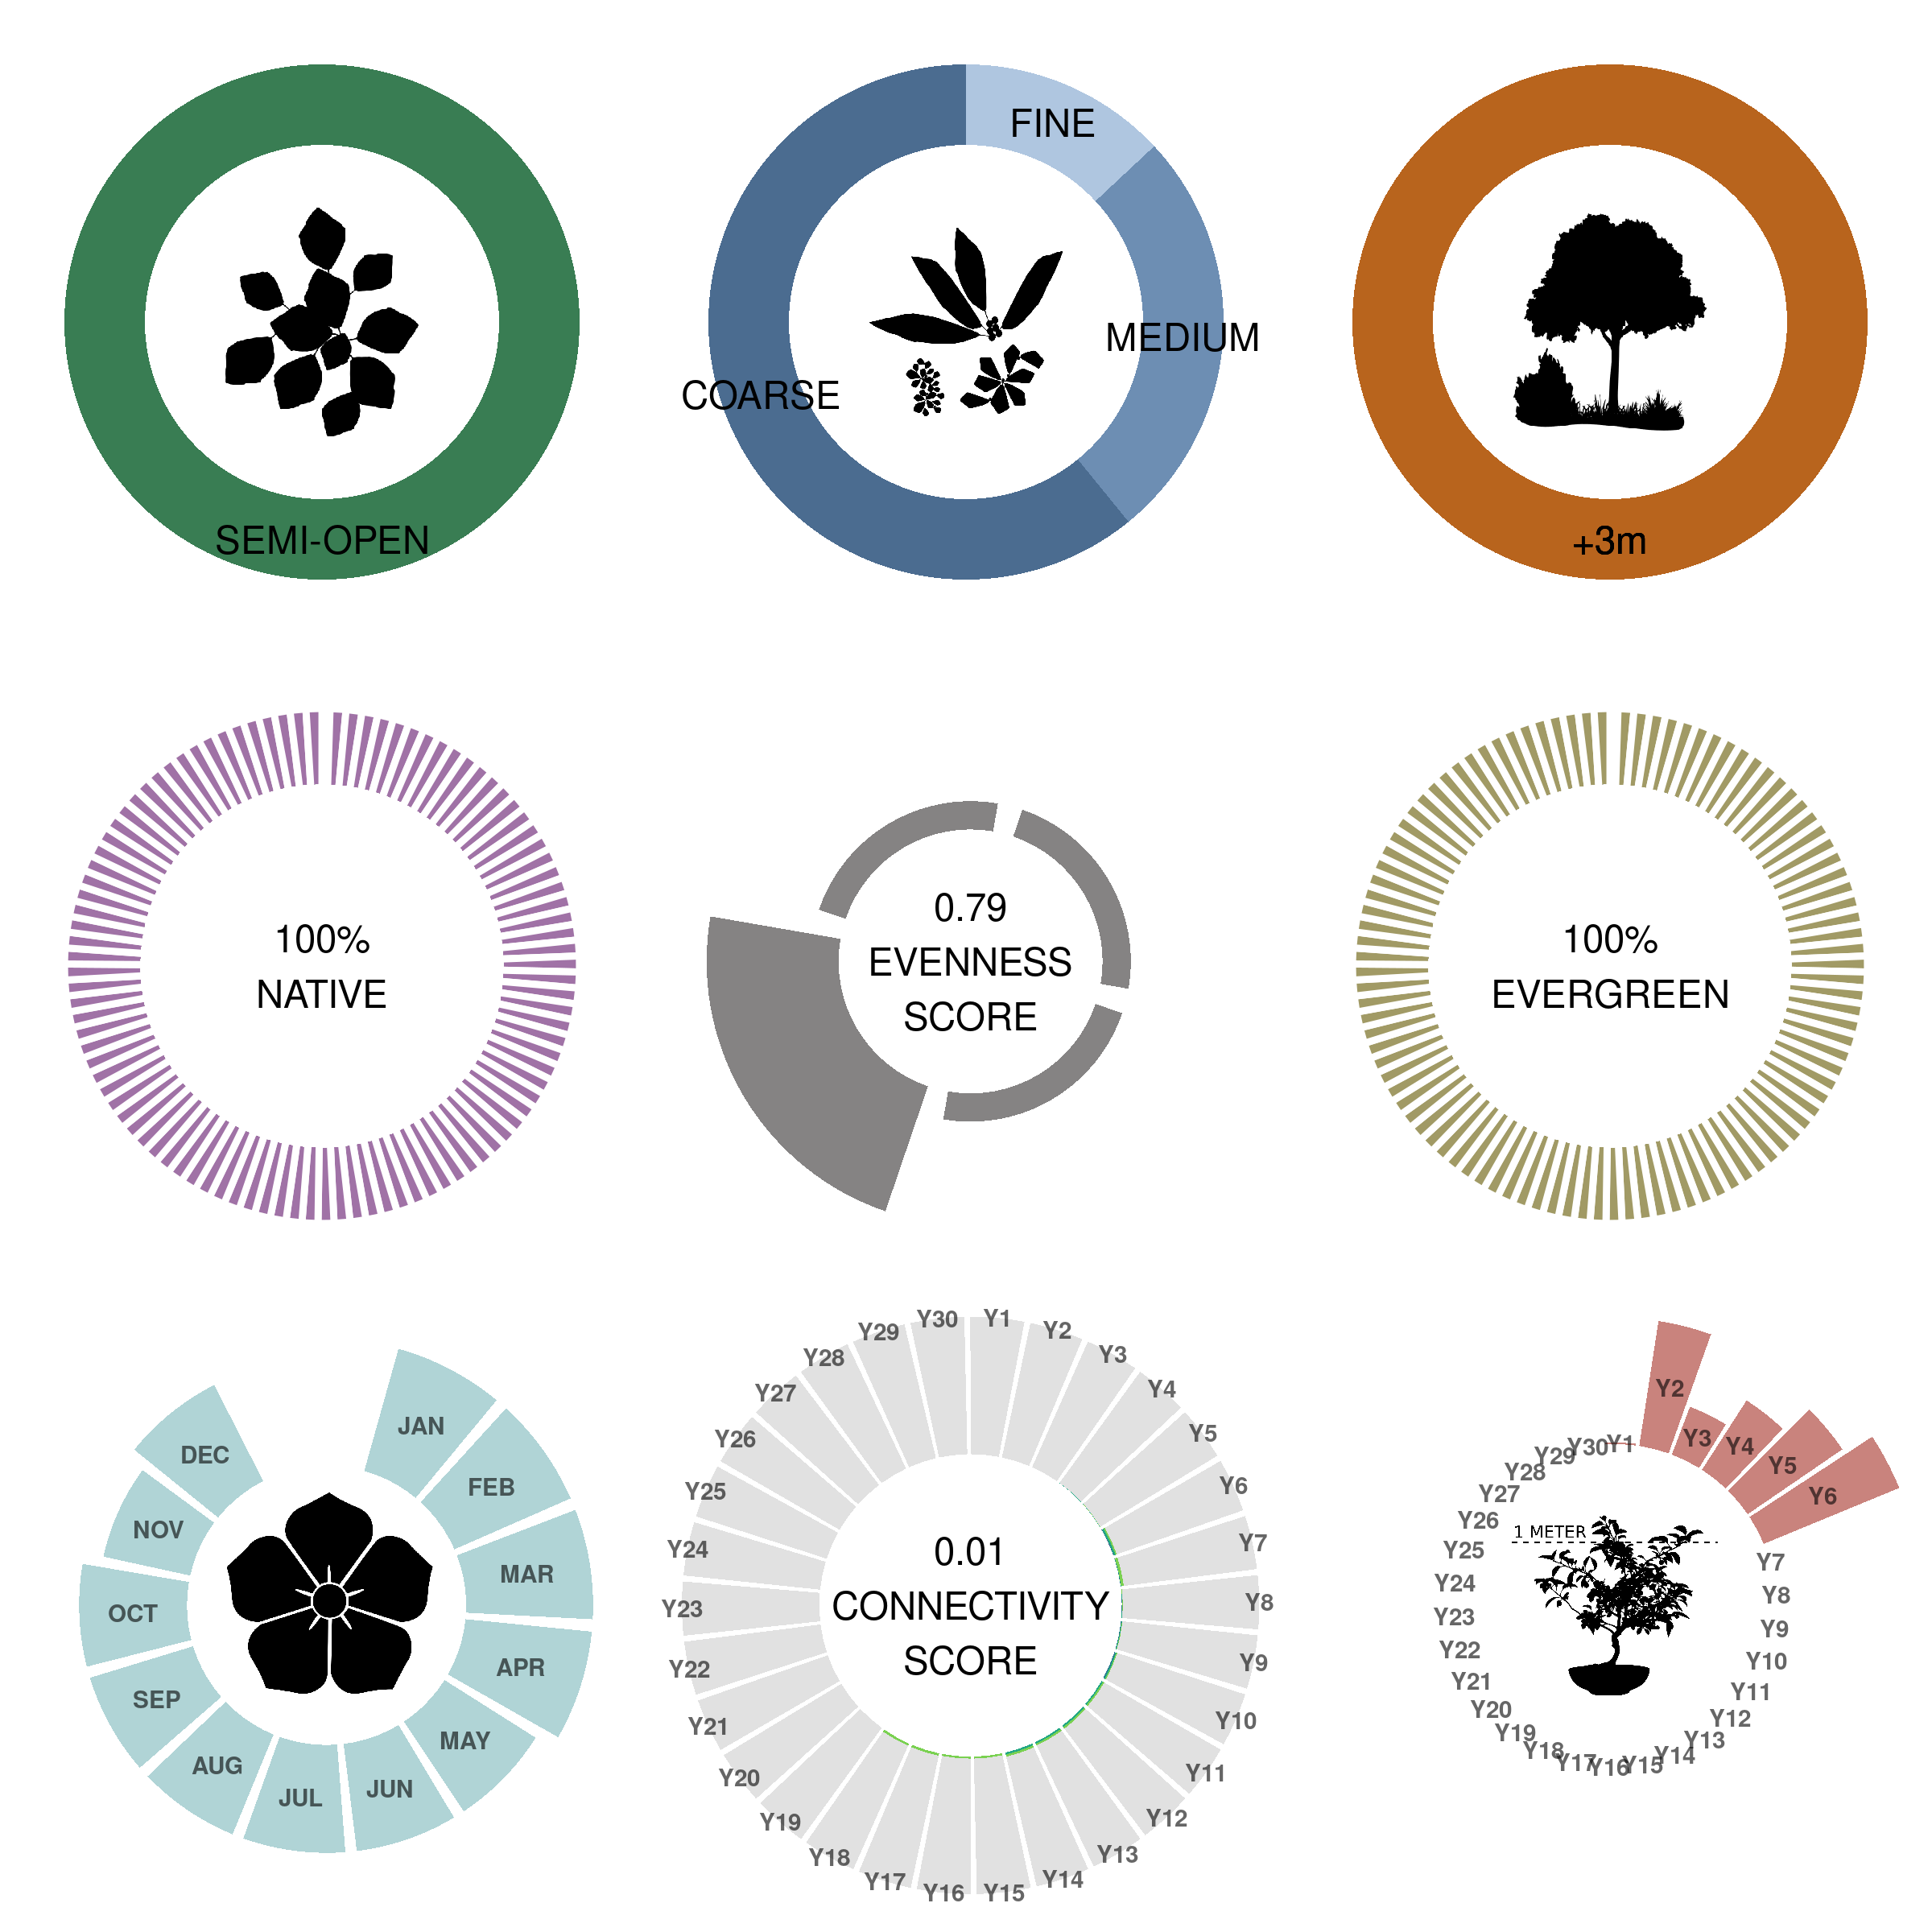 SEMI-OPEN
FINE
MEDIUM
COARSE
+3m
100%
NATIVE
0.79
EVENNESS
SCORE
100%
EVERGREEN
JAN
FEB
MAR
APR
MAY
JUN
JUL
AUG
SEP
OCT
NOV
DEC
Y1
Y2
Y3
Y4
Y5
Y6
Y7
Y8
Y9
Y10
Y11
Y12
Y13
Y14
Y15
Y16
Y17
Y18
Y19
Y20
Y21
Y22
Y23
Y24
Y25
Y26
Y27
Y28
Y29
Y30
0.01
CONNECTIVITY
SCORE
Y1
Y2
Y3
Y4
Y5
Y6
Y7
Y8
Y9
Y10
Y11
Y12
Y13
Y14
Y15
Y16
Y17
Y18
Y19
Y20
Y21
Y22
Y23
Y24
Y25
Y26
Y27
Y28
Y29
Y30
1 METER